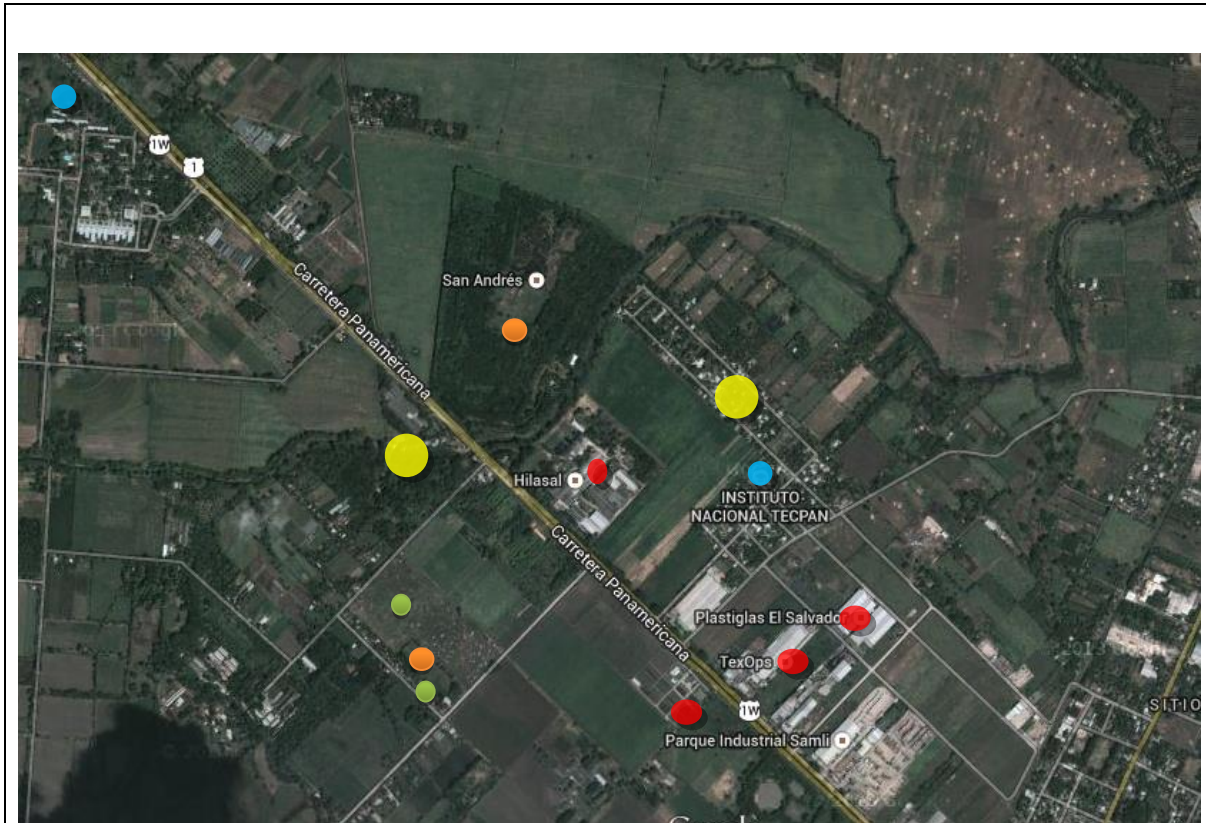 1W
1
San Andrés
Carretera Panamericana
Hilasal
INSTITUTO
NACIONAL TECPAN
Carretera Panamericana
Plastiglas El Salvador
TexOps
SITIO
1W
Parque Industrial Samli